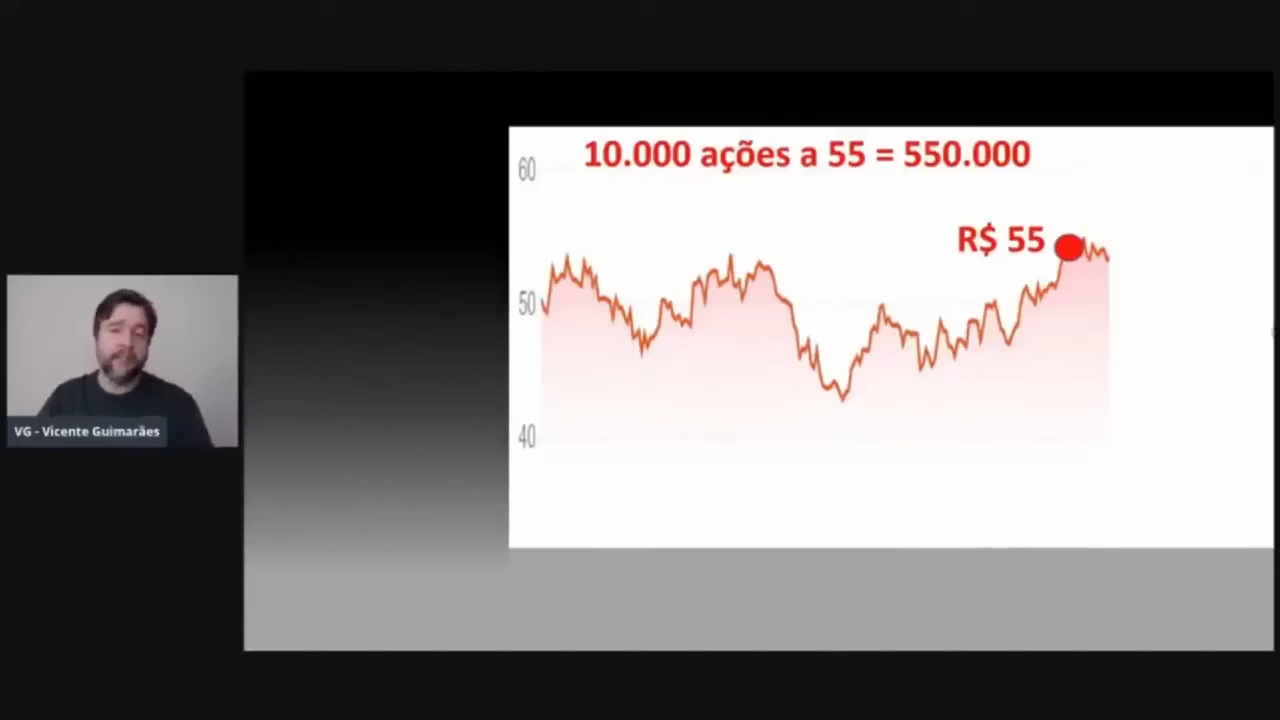 10.000 ações a 55 = 550.000
60
R$ 55
50
40
VG - Vicente Guimarães